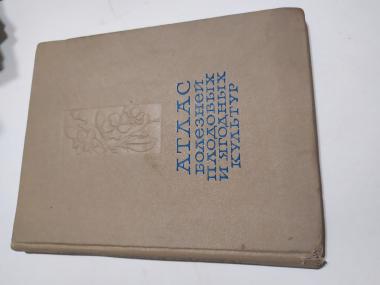 АТЛАС
БОЛЕЗНЕЙ
ПЛОДОВЫХ
И ЯГОДНЫХ
КУЛЬТУР